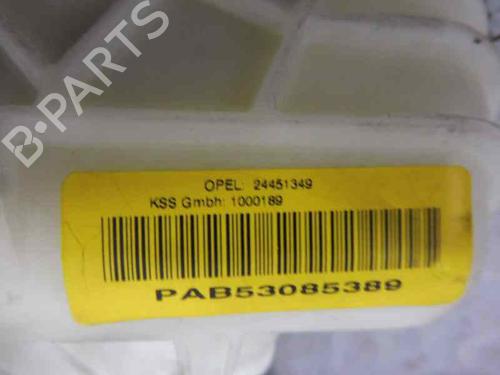 B-PARTS
OPEL: 24451349
KSS Gmbh: 1000189
PAB53085389